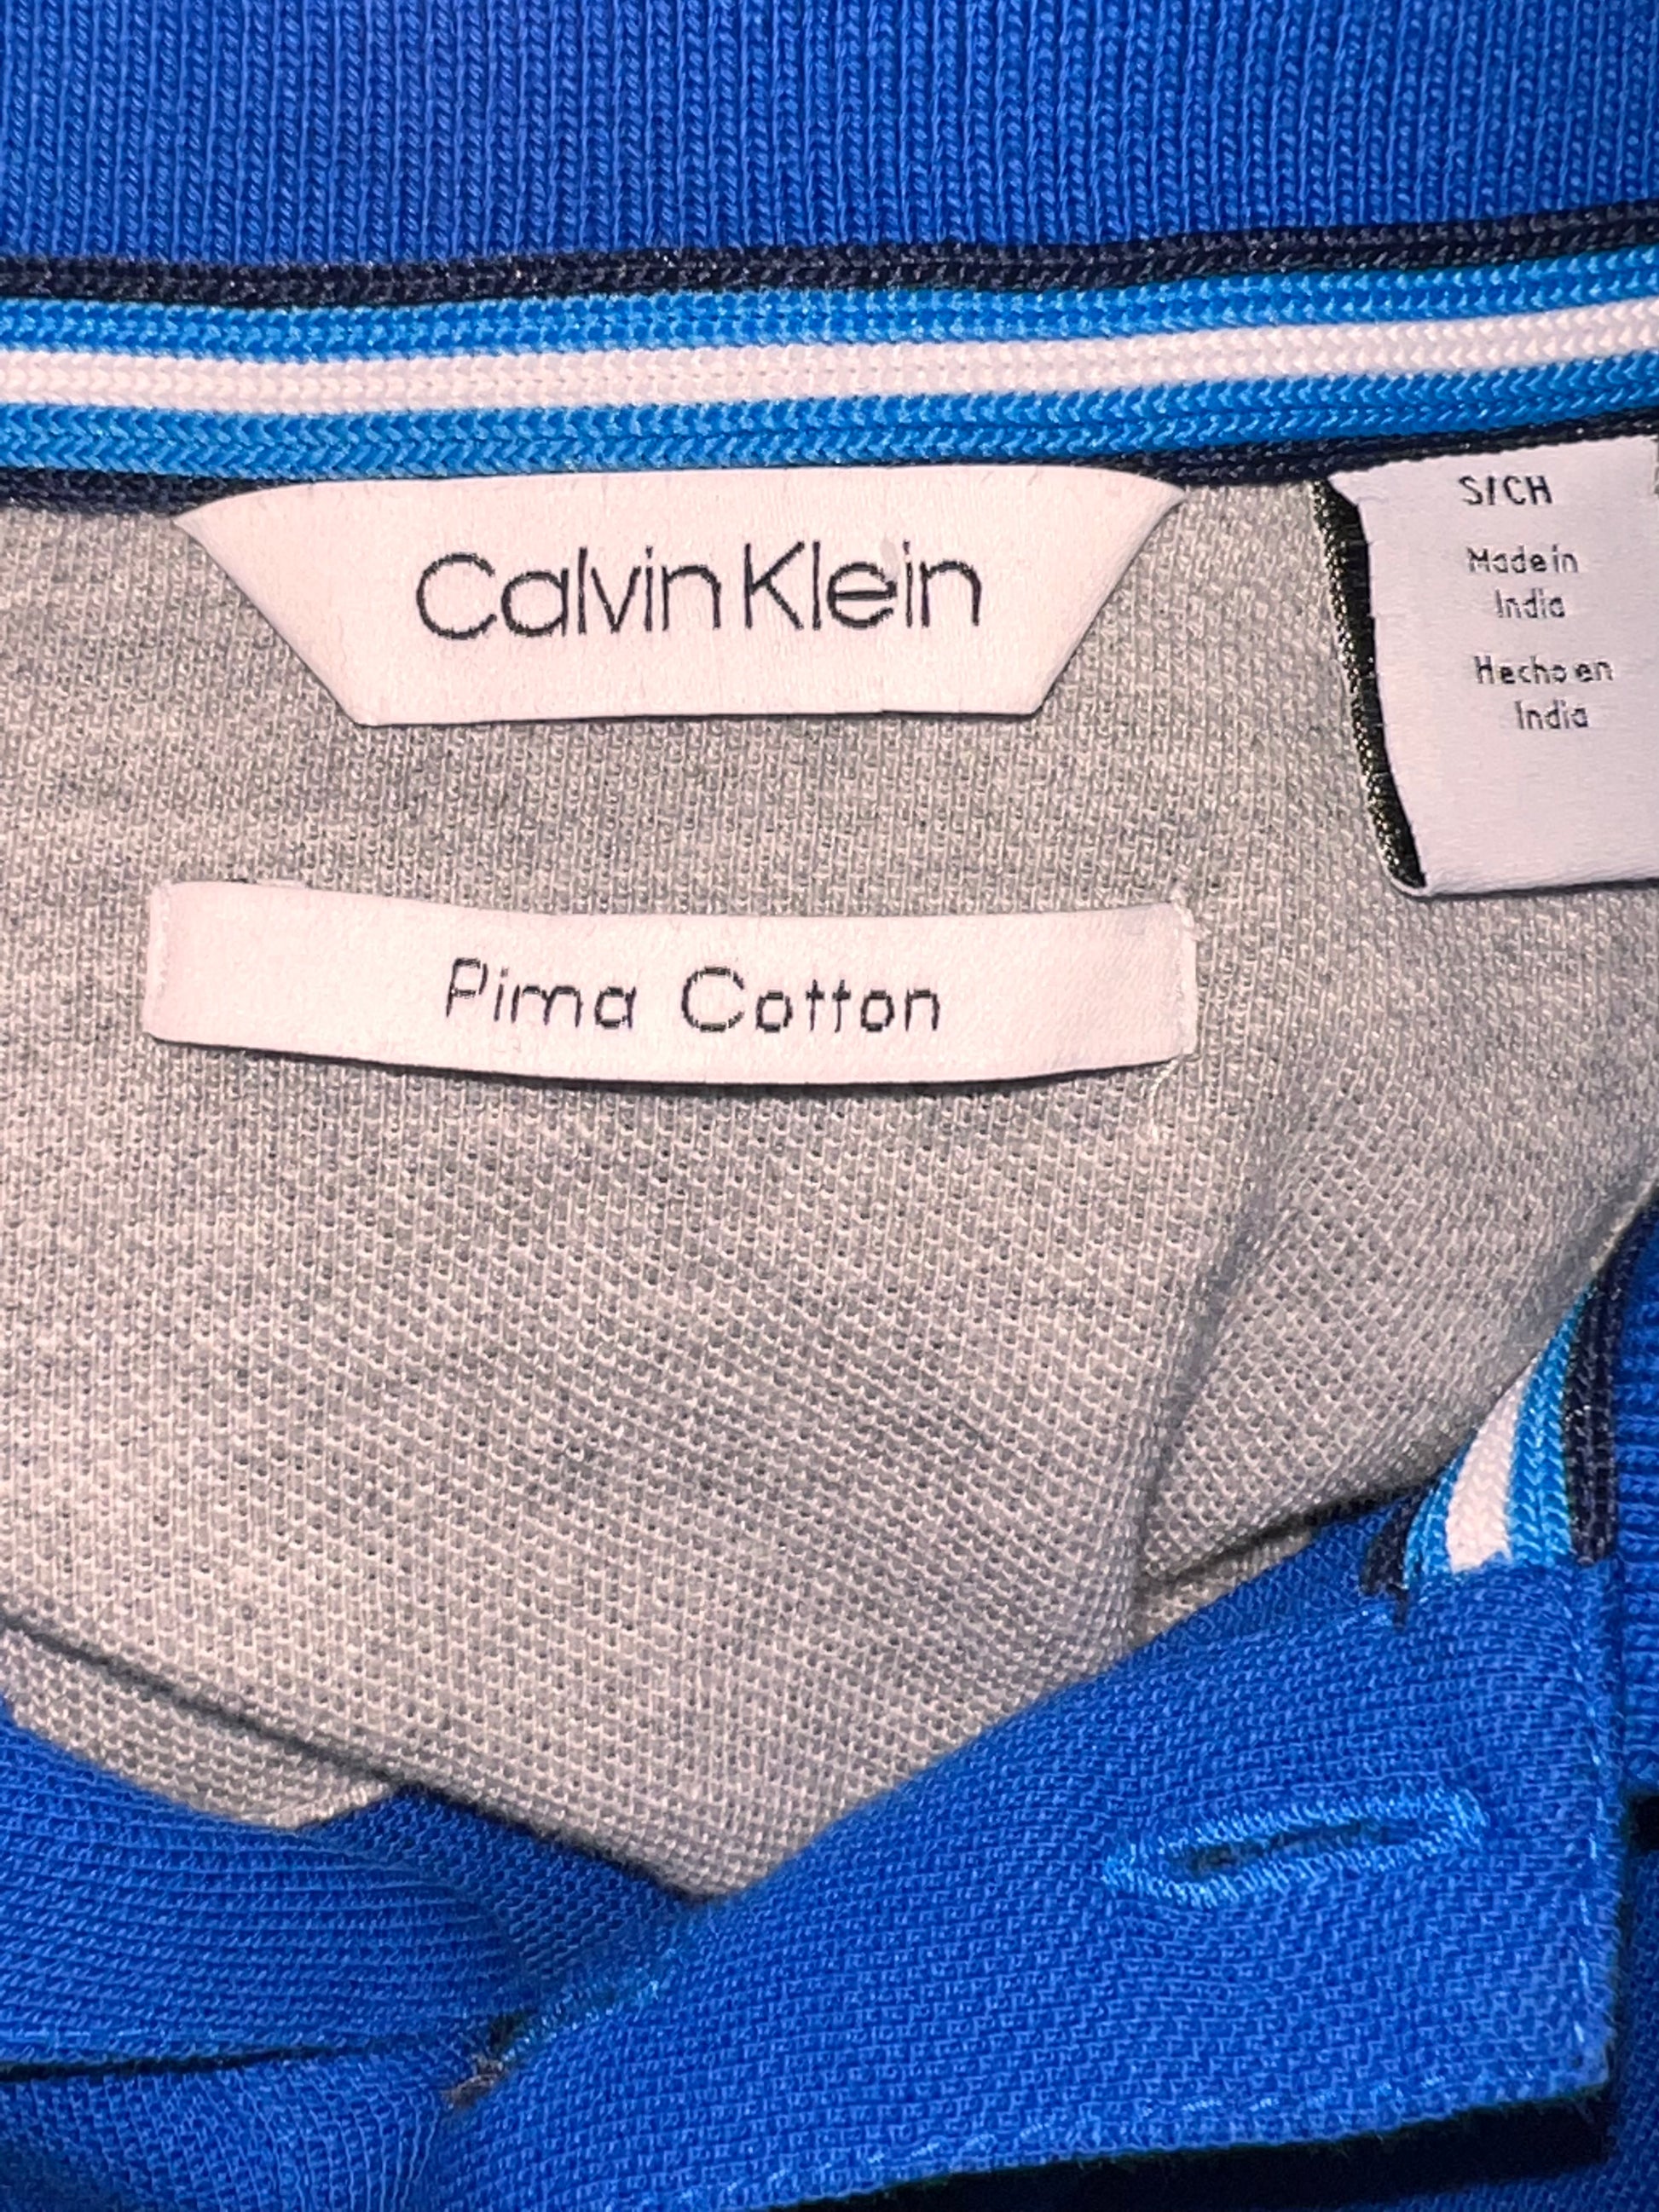 Calvin Klein
S/CH
Made in
India
Hecho en
India
Pima Cotton